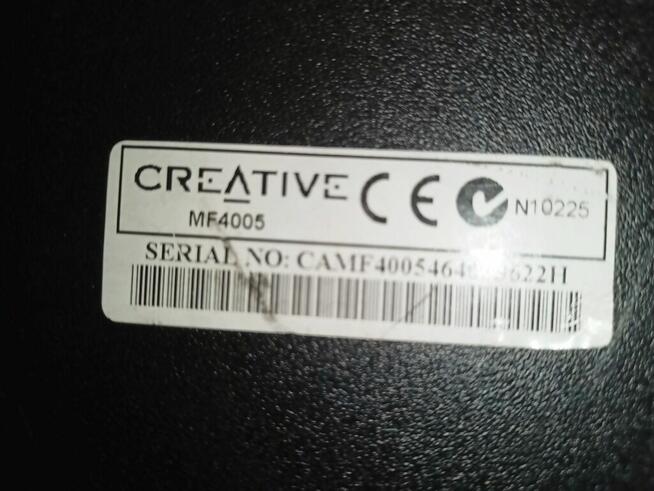 CREATIVE
MF4005
CE
N10225
SERIAL NO: